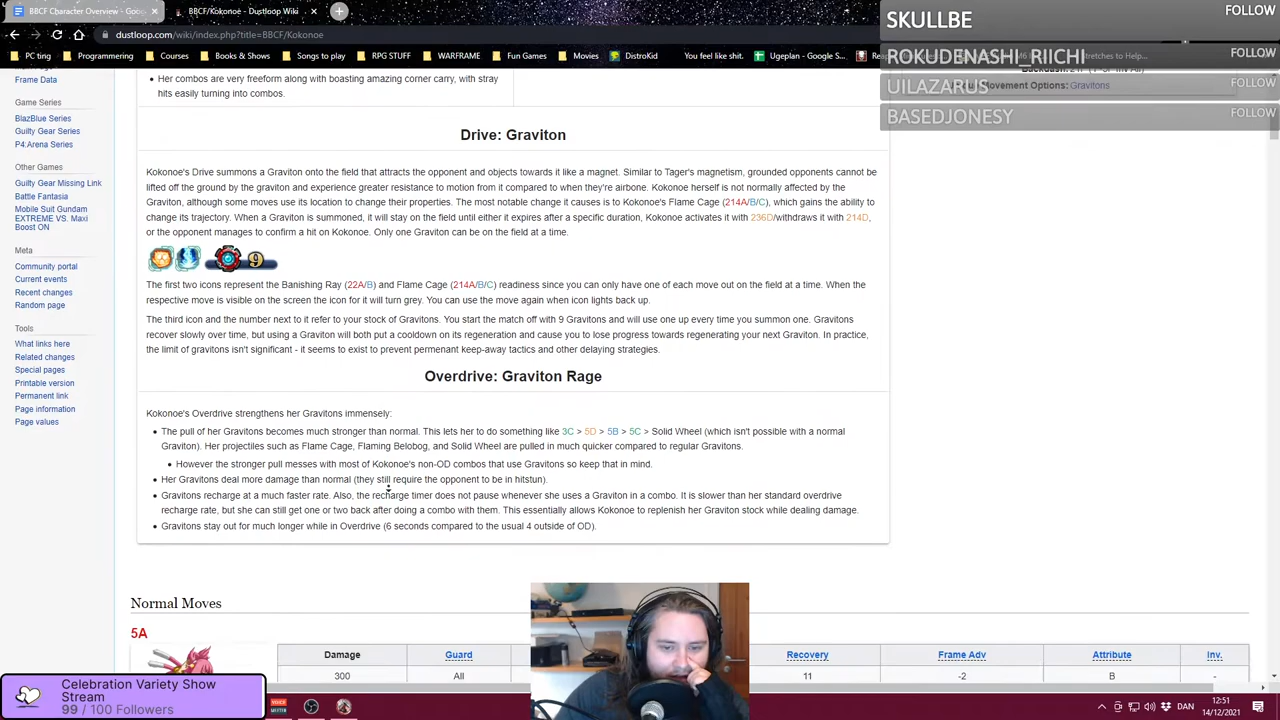 BBCF Character Overview - Goog
BBCF/Kokonoe - Dustloop Wiki
dustloop.com/wiki/index.php?title=BBCF/Kokonoe
PC ting
Programmering
Books & Shows
Songs to play
RPG STUFF
WARFRAME
Fun Games
Movies
DistroKid
You feel like shit.
Ugeplan - Google S
tretches to Help...
SKULLBE FOLLOW
ROKUDENASHI_RIICHI FOLLOW
UILAZARUS FOLLOW
BASEDJONESY FOLLOW
Movement Options: Gravitons
Frame Data
Game Series
BlazBlue Series
Guilty Gear Series
P4:Arena Series
Other Games
Guilty Gear Missing Link
Battle Fantasia
Mobile Suit Gundam
EXTREME VS. Maxi
Boost ON
Meta
Community portal
Current events
Recent changes
Random page
Tools
What links here
Related changes
Special pages
Printable version
Permanent link
Page information
Page values
Her combos are very freeform along with boasting amazing corner carry, with stray
hits easily turning into combos.
Drive: Graviton
Kokonoe's Drive summons a Graviton onto the field that attracts the opponent and objects towards it like a magnet. Similar to Tager's magnetism, grounded opponents cannot be
lifted off the ground by the graviton and experience greater resistance to motion from it compared to when they're airbone. Kokonoe herself is not normally affected by the
Graviton, although some moves use its location to change their properties. The most notable change it causes is to Kokonoe's Flame Cage (214A/B/C), which gains the ability to
change its trajectory. When a Graviton is summoned, it will stay on the field until either it expires after a specific duration, Kokonoe activates it with 236D/withdraws it with 214D,
or the opponent manages to confirm a hit on Kokonoe. Only one Graviton can be on the field at a time.
9
The first two icons represent the Banishing Ray (22A/B) and Flame Cage (214A/B/C) readiness since you can only have one of each move out on the field at a time. When the
respective move is visible on the screen the icon for it will turn grey. You can use the move again when icon lights back up.
The third icon and the number next to it refer to your stock of Gravitons. You start the match off with 9 Gravitons and will use one up every time you summon one. Gravitons
recover slowly over time, but using a Graviton will both put a cooldown on its regeneration and cause you to lose progress towards regenerating your next Graviton. In practice,
the limit of gravitons isn't significant - it seems to exist to prevent permenant keep-away tactics and other delaying strategies.
Overdrive: Graviton Rage
Kokonoe's Overdrive strengthens her Gravitons immensely:
The pull of her Gravitons becomes much stronger than normal. This lets her to do something like 3C > 5D > 5B > 5C > Solid Wheel (which isn't possible with a normal
Graviton). Her projectiles such as Flame Cage, Flaming Belobog, and Solid Wheel are pulled in much quicker compared to regular Gravitons.
However the stronger pull messes with most of Kokonoe's non-OD combos that use Gravitons so keep that in mind.
Her Gravitons deal more damage than normal (they still require the opponent to be in hitstun).
Gravitons recharge at a much faster rate. Also, the recharge timer does not pause whenever she uses a Graviton in a combo. It is slower than her standard overdrive
recharge rate, but she can still get one or two back after doing a combo with them. This essentially allows Kokonoe to replenish her Graviton stock while dealing damage.
Gravitons stay out for much longer while in Overdrive (6 seconds compared to the usual 4 outside of OD).
Normal Moves
5A
Damage Guard Recovery Frame Adv Attribute Inv.
300 All 11 -2 B -
Celebration Variety Show
Stream
99 / 100 Followers
DAN
12:51
14/12/2021